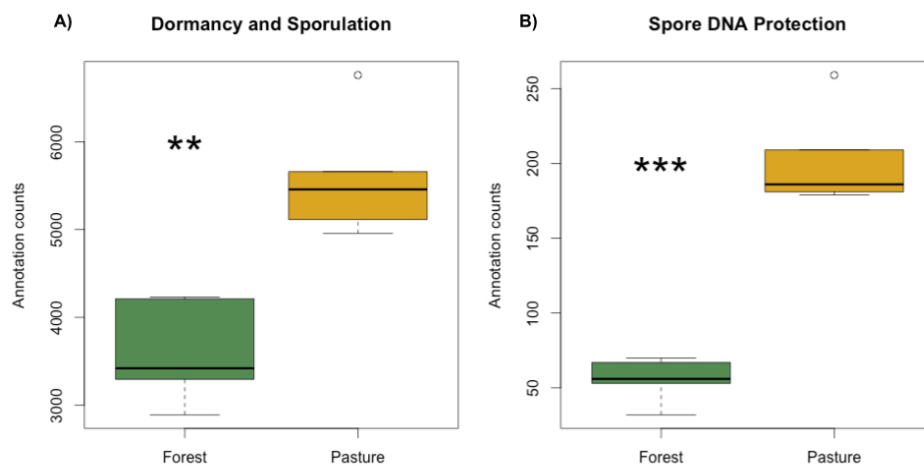 A) Dormancy and Sporulation
Annotation counts
6000
5000
4000
3000
**
Forest Pasture
B) Spore DNA Protection
Annotation counts
250
200
150
100
50
***
Forest Pasture